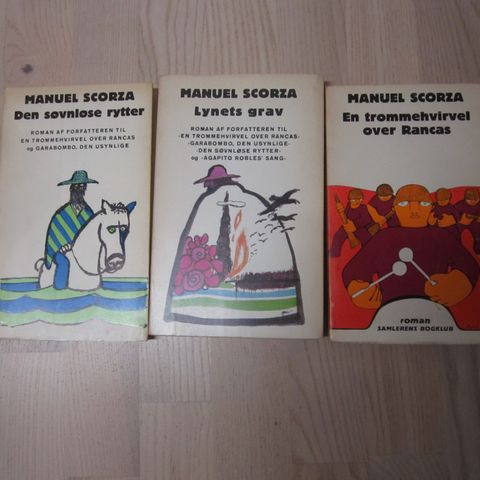 MANUEL SCORZA
Den søvnløse rytter
ROMAN AF FORFATTEREN TIL
EN TROMMEHVIRVEL OVER RANCAS
og GARABOMBO, DEN USYNLIGE
MANUEL SCORZA
Lynets grav
ROMAN AF FORFATTEREN TIL
-EN TROMMEHVIRVEL OVER RANCAS-
-GARABOMBO, DEN USYNLIGE-
-DEN SØVNLØSE RYTTER-
og -AGAPITO ROBLES' SANG-
MANUEL SCORZA
En trommehvirvel
over Rancas
roman
SAMLERENS BOGKLUB